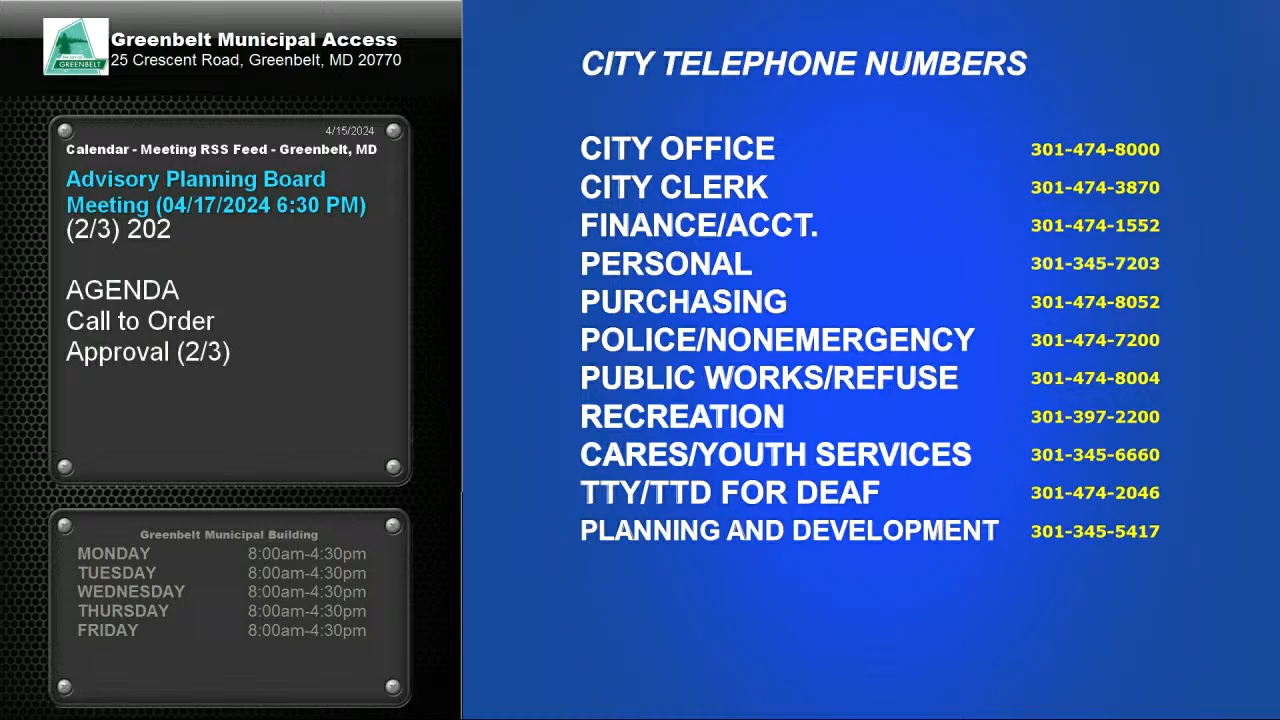 Greenbelt Municipal Access
25 Crescent Road, Greenbelt, MD 20770
GREENBELT
4/15/2024
Calendar - Meeting RSS Feed - Greenbelt, MD
Advisory Planning Board
Meeting (04/17/2024 6:30 PM)
(2/3) 202
AGENDA
Call to Order
Approval (2/3)
Greenbelt Municipal Building
MONDAY 8:00am-4:30pm
TUESDAY 8:00am-4:30pm
WEDNESDAY 8:00am-4:30pm
THURSDAY 8:00am-4:30pm
FRIDAY 8:00am-4:30pm
CITY TELEPHONE NUMBERS
CITY OFFICE 301-474-8000
CITY CLERK 301-474-3870
FINANCE/ACCT. 301-474-1552
PERSONAL 301-345-7203
PURCHASING 301-474-8052
POLICE/NONEMERGENCY 301-474-7200
PUBLIC WORKS/REFUSE 301-474-8004
RECREATION 301-397-2200
CARES/YOUTH SERVICES 301-345-6660
TTY/TTD FOR DEAF 301-474-2046
PLANNING AND DEVELOPMENT 301-345-5417